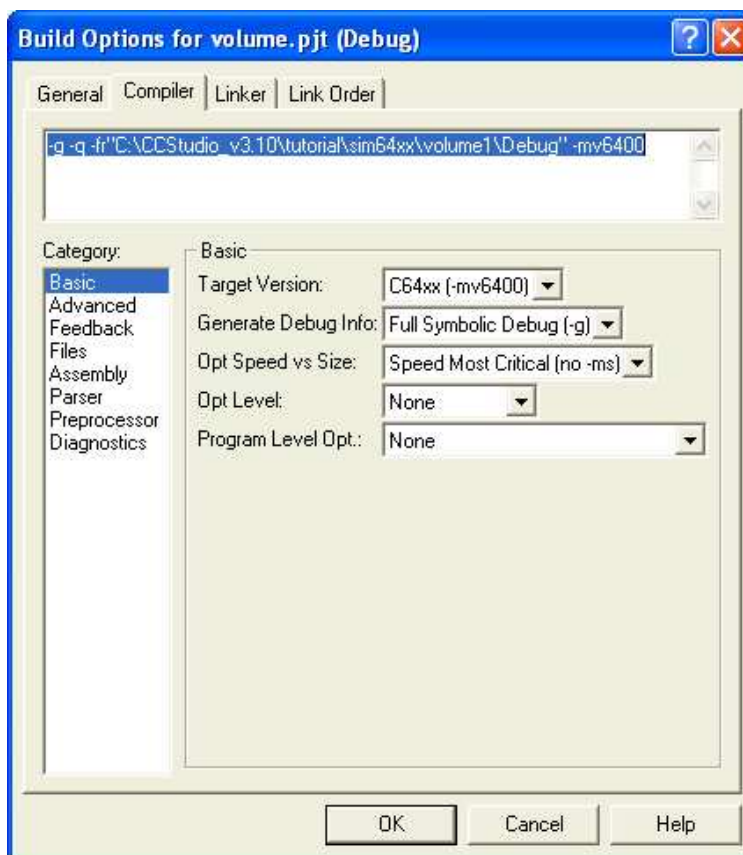 Build Options for volume.pjt (Debug)
General Compiler Linker Link Order
-g -q -fr"C:\CCStudio_v3.10\tutorial\sim64xx\volume1\Debug" -mv6400
Category:
Basic
Advanced
Feedback
Files
Assembly
Parser
Preprocessor
Diagnostics
Basic
Target Version: C64xx (-mv6400)
Generate Debug Info: Full Symbolic Debug (-g)
Opt Speed vs Size: Speed Most Critical (no -ms)
Opt Level: None
Program Level Opt.: None
OK Cancel Help